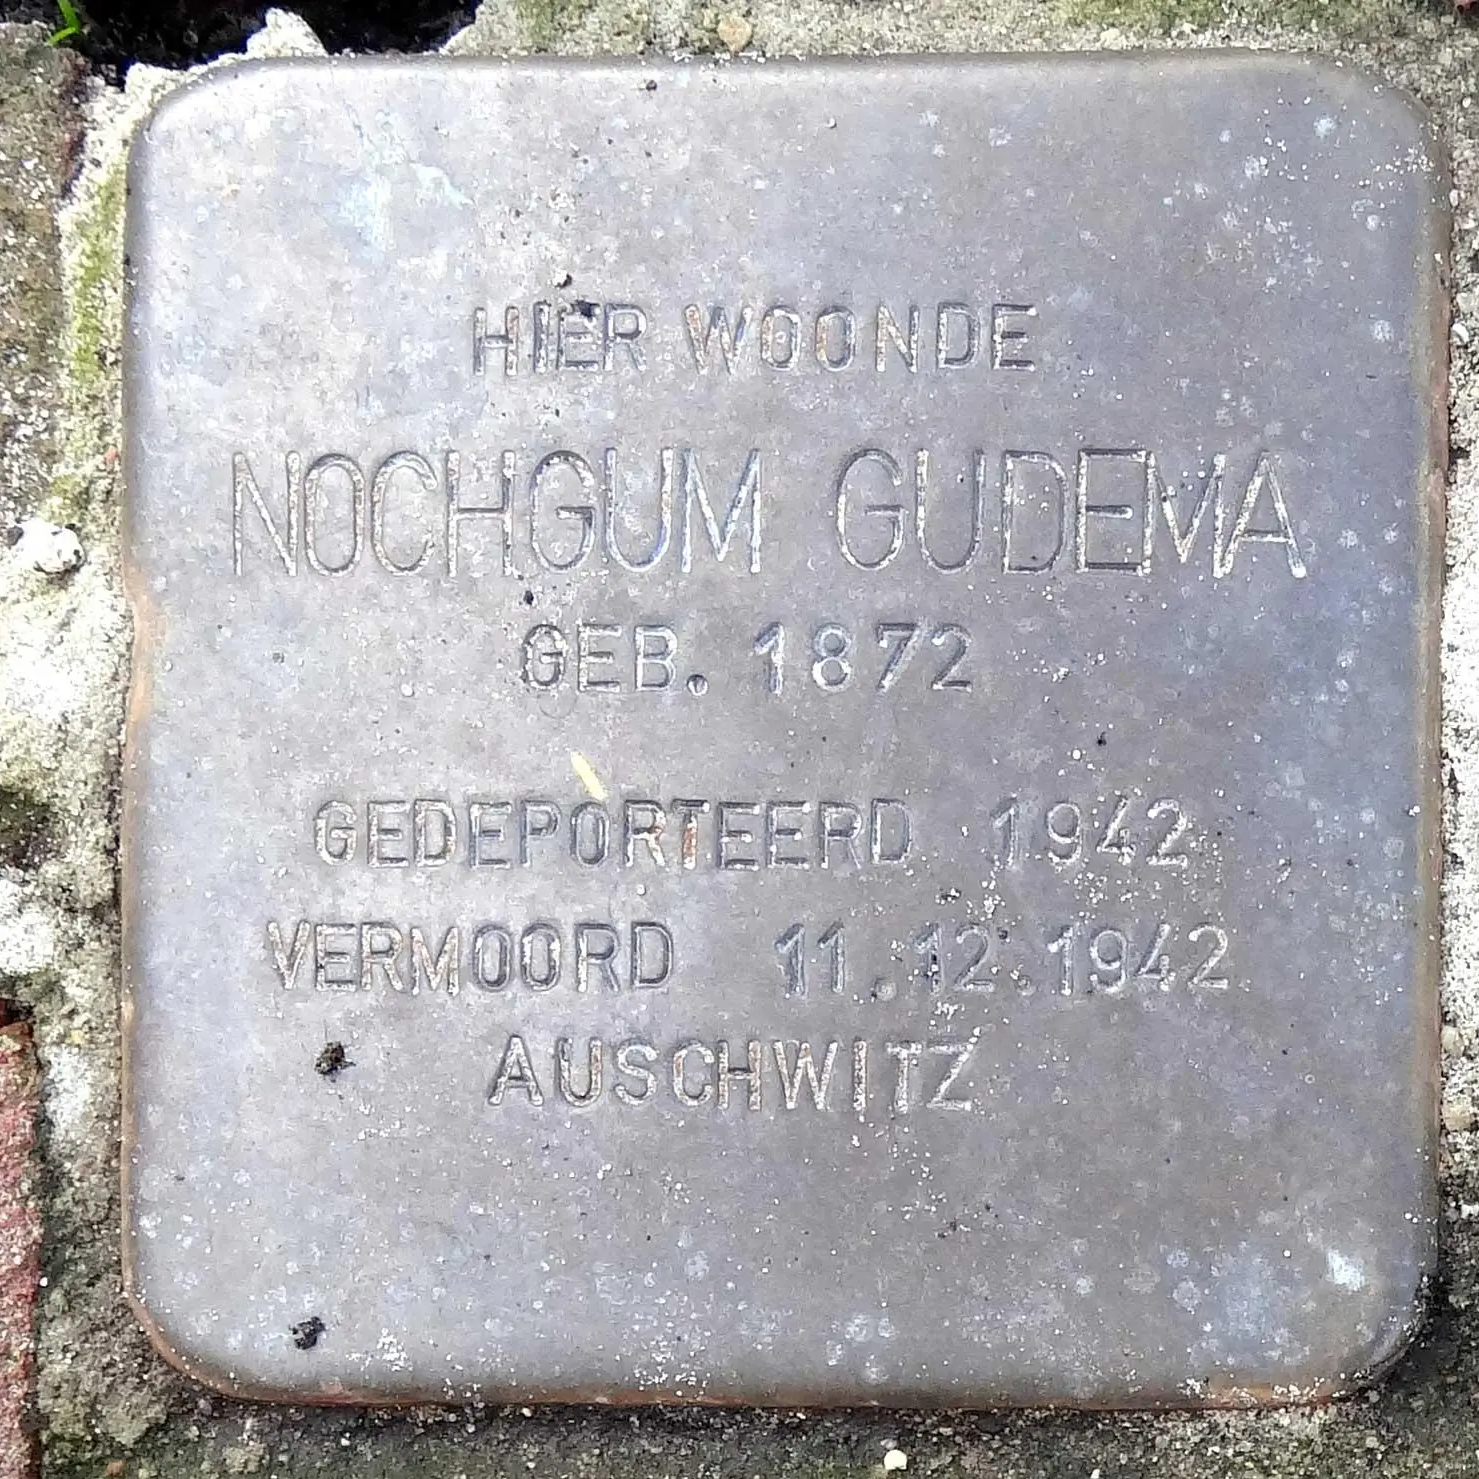 HIER WOONDE
NOCHGUM GUDEMA
GEB. 1872
GEDEPORTEERD 1942
VERMOORD 11.12.1942
AUSCHWITZ